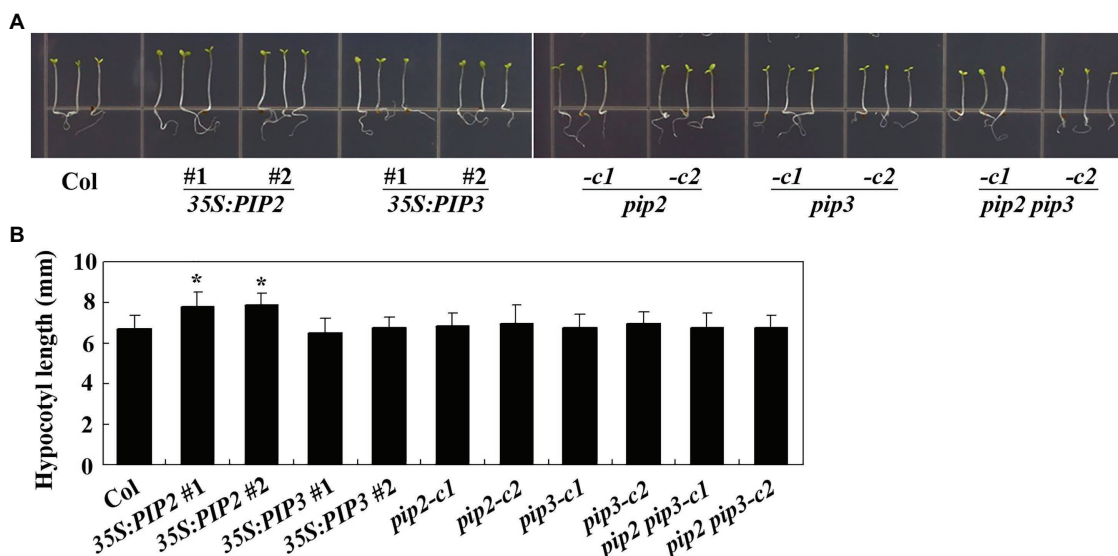 A
Col
#1 #2 #1 #2 -c1 -c2 -c1 -c2 -c1 -c2
35S:PIP2 35S:PIP3 pip2 pip3 pip2 pip3
B
Hypocotyl length (mm)
10
8
6
4
2
0
* *
Col
35S:PIP2 #1
35S:PIP2 #2
35S:PIP3 #1
35S:PIP3 #2
pip2-c1
pip2-c2
pip3-c1
pip3-c2
pip2 pip3-c1
pip2 pip3-c2